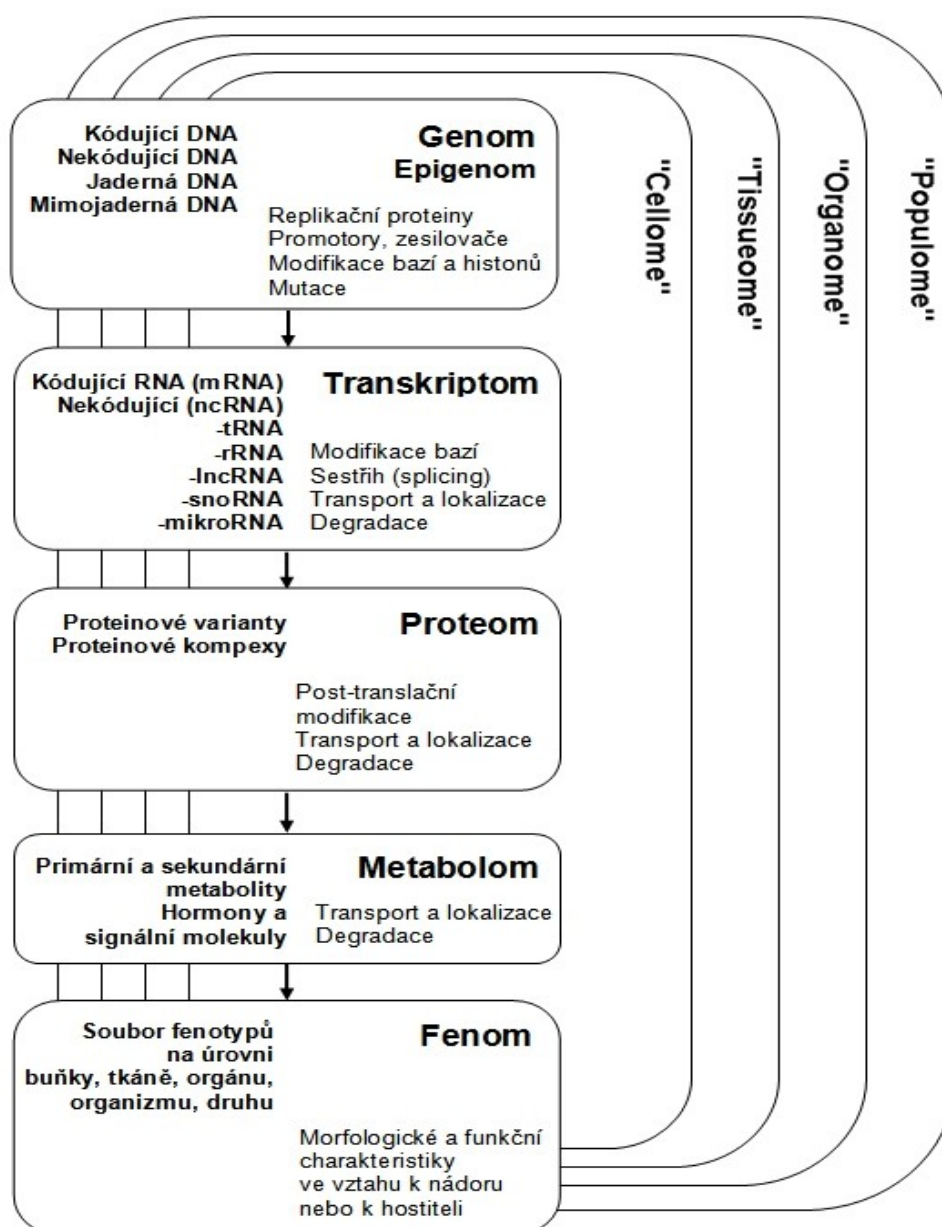 Kódující DNA
Nekódující DNA
Jaderná DNA
Mimojaderná DNA
Genom
Epigenom
Replikační proteiny
Promotory, zesilovače
Modifikace bazí a histonů
Mutace
Kódující RNA (mRNA)
Nekódující (ncRNA)
-tRNA
-rRNA
-lncRNA
-snoRNA
-mikroRNA
Transkriptom
Modifikace bazí
Sestřih (splicing)
Transport a lokalizace
Degradace
Proteinové varianty
Proteinové kompexy
Proteom
Post-translační
modifikace
Transport a lokalizace
Degradace
Primární a sekundární
metabolity
Hormony a
signální molekuly
Metabolom
Transport a lokalizace
Degradace
Soubor fenotypů
na úrovni
buňky, tkáně, orgánu,
organizmu, druhu
Fenom
Morfologické a funkční
charakteristiky
ve vztahu k nádoru
nebo k hostiteli
"Cellome"
"Tissueome"
"Organome"
"Populome"